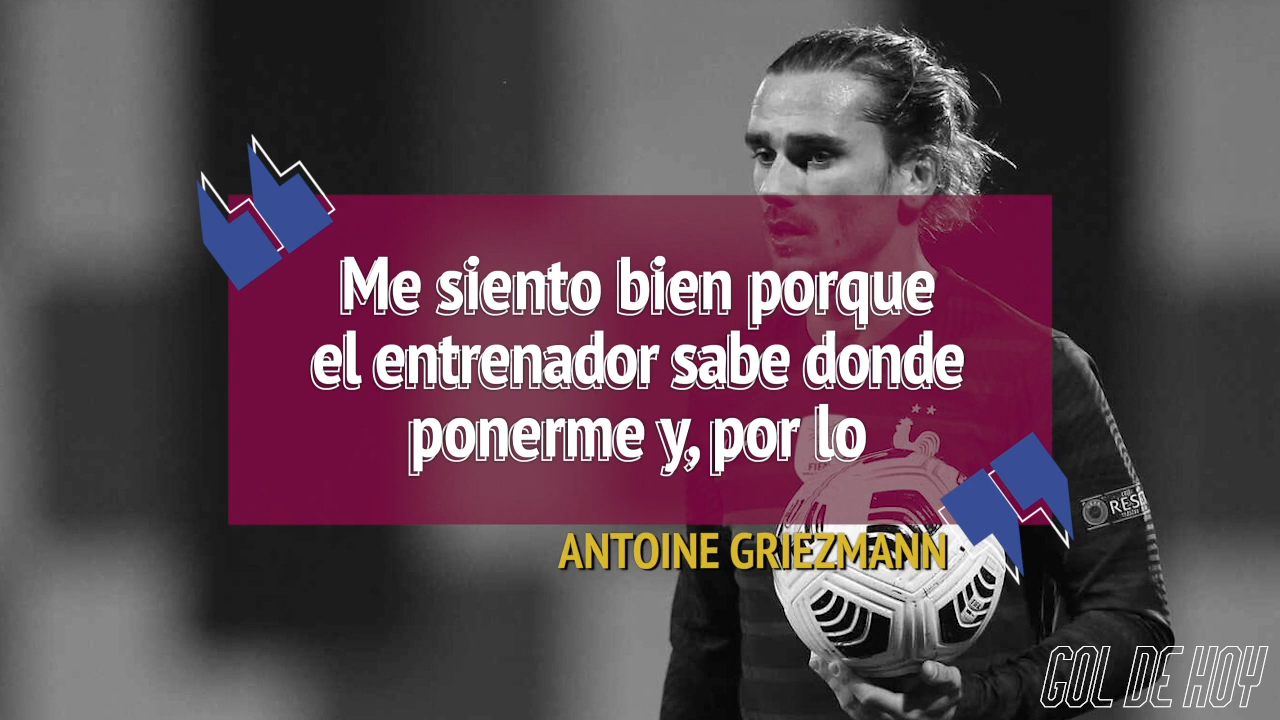 Me siento bien porque
el entrenador sabe donde
ponerme y, por lo
ANTOINE GRIEZMANN
GOL DE HOY